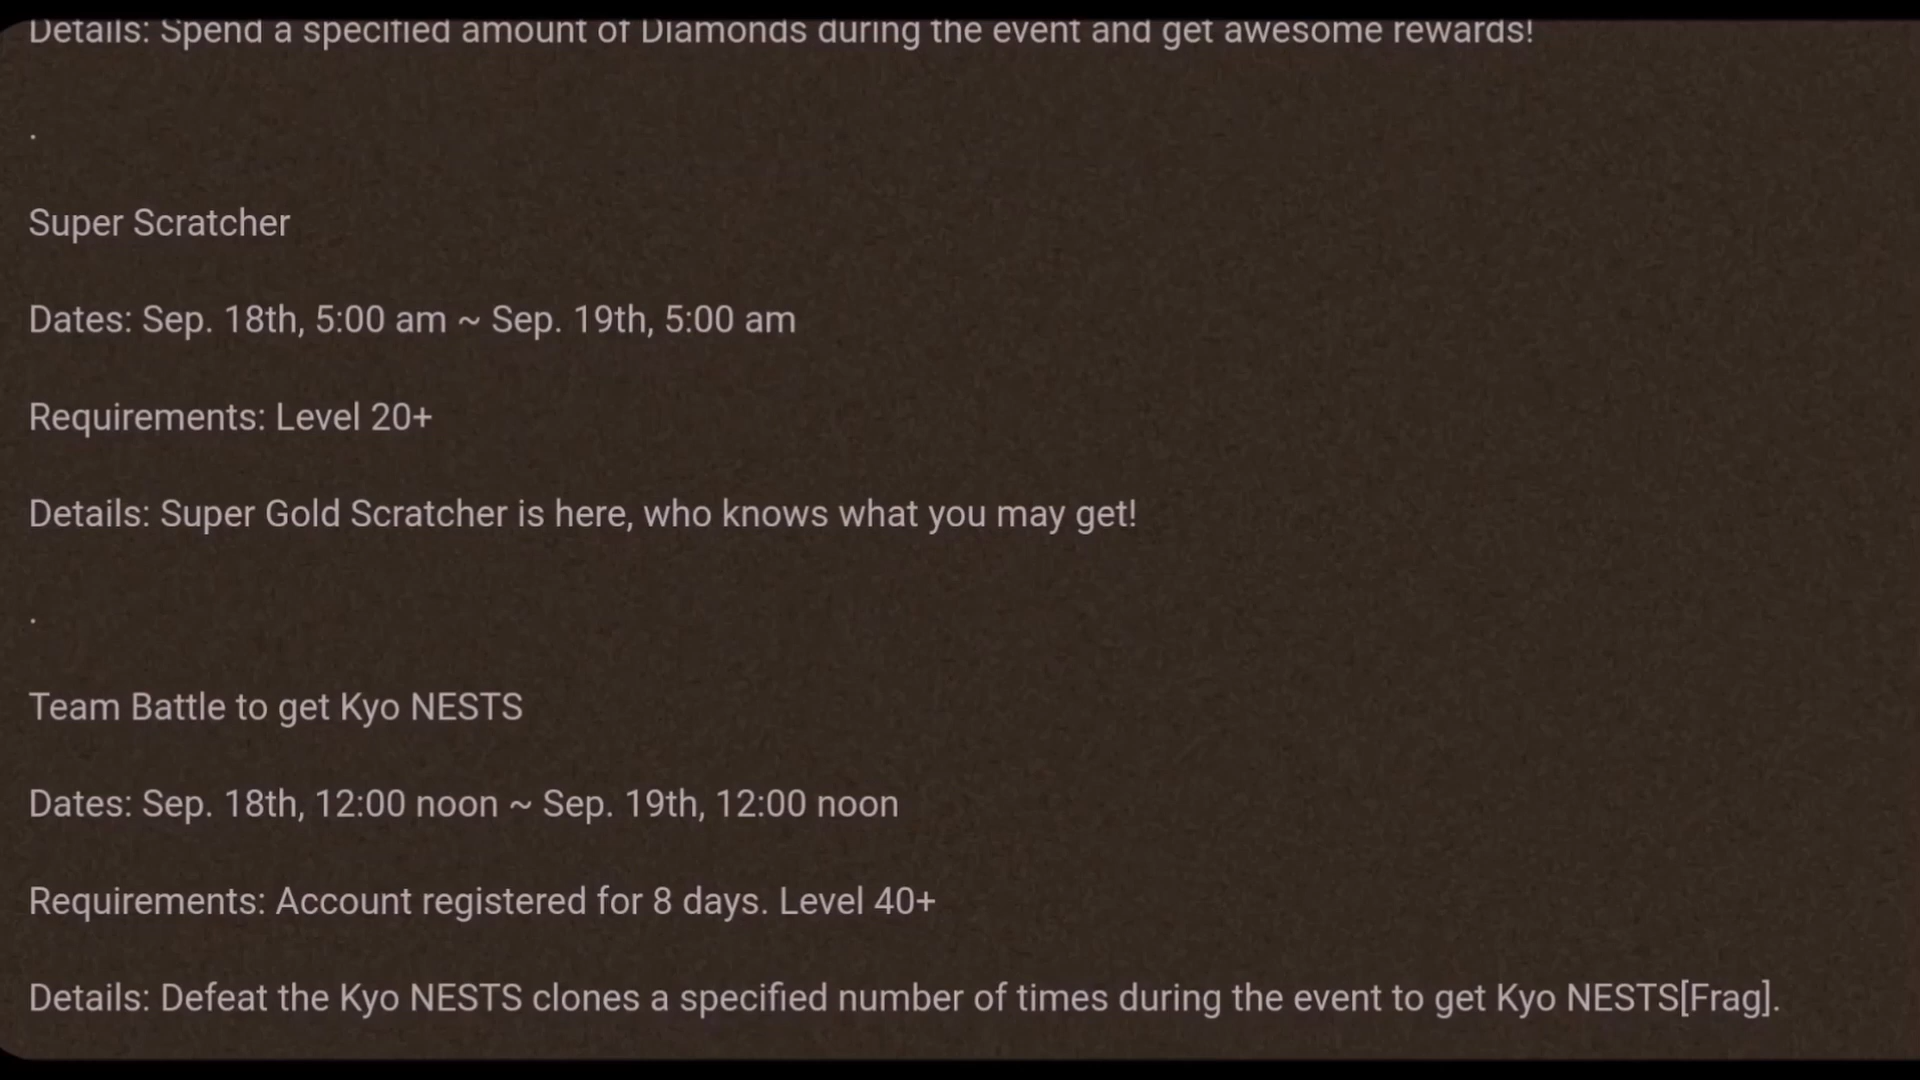 Details: Spend a specified amount of Diamonds during the event and get awesome rewards!
.
Super Scratcher
Dates: Sep. 18th, 5:00 am ~ Sep. 19th, 5:00 am
Requirements: Level 20+
Details: Super Gold Scratcher is here, who knows what you may get!
.
Team Battle to get Kyo NESTS
Dates: Sep. 18th, 12:00 noon ~ Sep. 19th, 12:00 noon
Requirements: Account registered for 8 days. Level 40+
Details: Defeat the Kyo NESTS clones a specified number of times during the event to get Kyo NESTS[Frag].